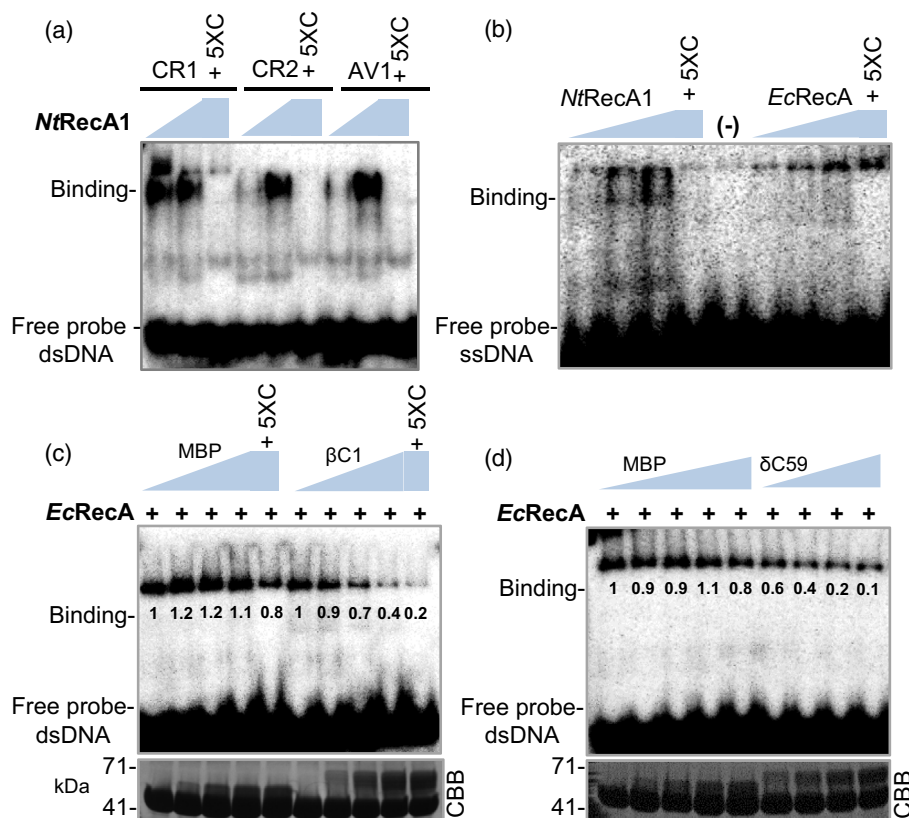 (a)
CR1 + 5XC CR2 + 5XC AV1 + 5XC
NtRecA1
Binding-
Free probe -
dsDNA
(b)
NtRecA1 (-) EcRecA + 5XC
+ 5XC
Binding-
Free probe-
ssDNA
(c)
MBP + 5XC βC1 + 5XC
EcRecA + + + + + + + + + +
Binding-
1 1.2 1.2 1.1 0.8 1 0.9 0.7 0.4 0.2
Free probe-
dsDNA
71-
kDa
41-
CBB
(d)
MBP δC59
EcRecA + + + + + + + + +
Binding-
1 0.9 0.9 1.1 0.8 0.6 0.4 0.2 0.1
Free probe-
dsDNA
71-
41-
CBB